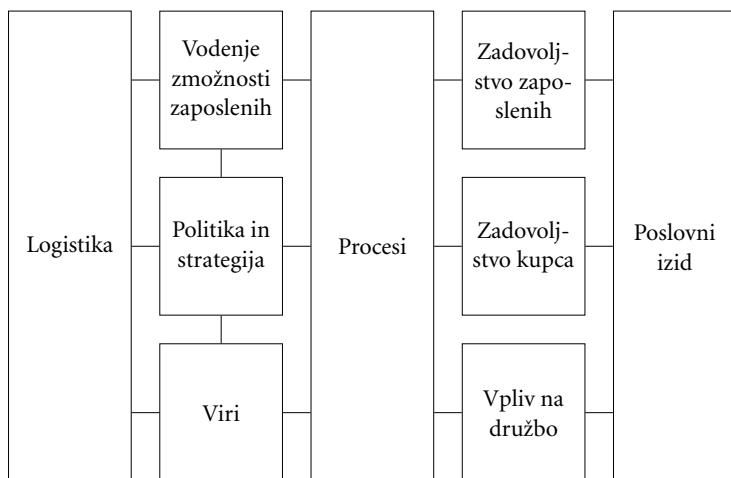 Logistika
Vodenje
zmožnosti
zaposlenih
Politika in
strategija
Viri
Procesi
Zadovolj-
stvo zapo-
slenih
Zadovolj-
stvo kupca
Vpliv na
družbo
Poslovni
izid